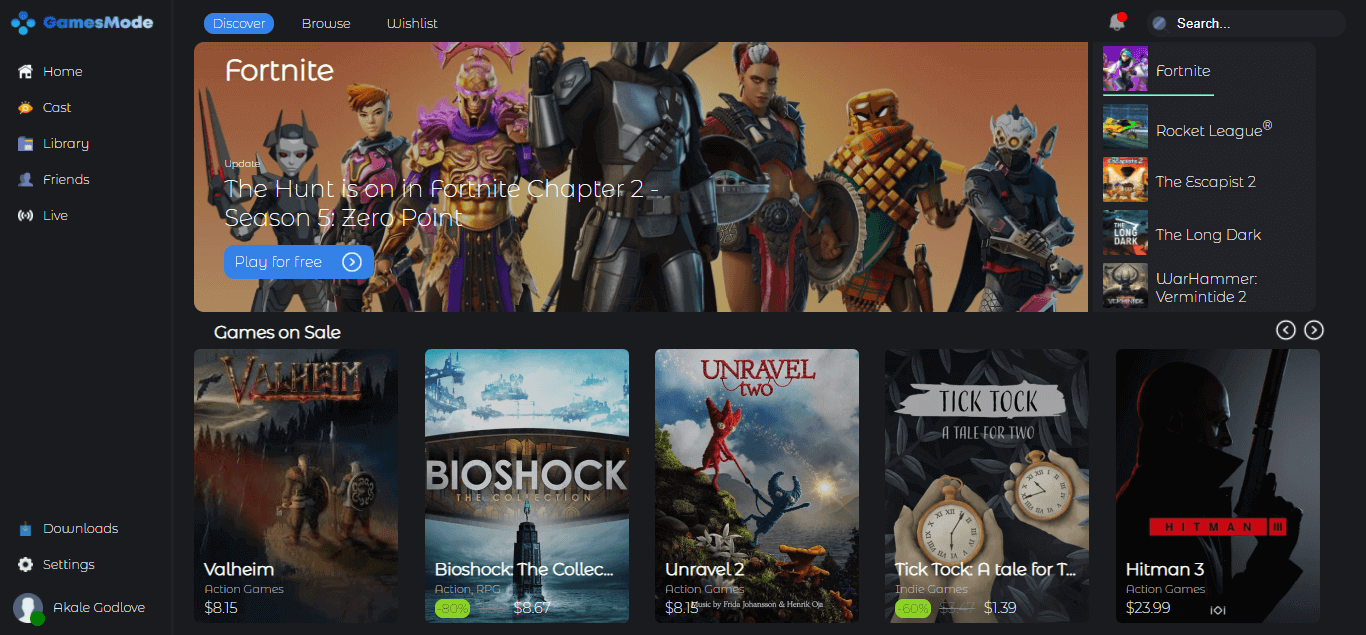 GamesMode
Discover
Browse
Wishlist
Search...
Home
Cast
Library
Friends
Live
Downloads
Settings
Akale Godlove
Fortnite
Update
The Hunt is on in Fortnite Chapter 2 -
Season 5: Zero Point
Play for free
Fortnite
Rocket League®
The Escapist 2
THE LONG DARK
The Long Dark
WarHammer:
Vermintide 2
Games on Sale
VALHEIM
Valheim
Action Games
$8.15
BIOSHOCK
THE COLLECTION
Bioshock: The Collec...
Action, RPG
-80%
$8.67
UNRAVEL
two
Unravel 2
Action Games
$8.15
Music by Frida Johansson & Henrik Oja
TICK TOCK
A TALE FOR TWO
Tick Tock: A tale for T...
Indie Games
-60%
$3.47
$1.39
HITMAN III
Hitman 3
Action Games
$23.99